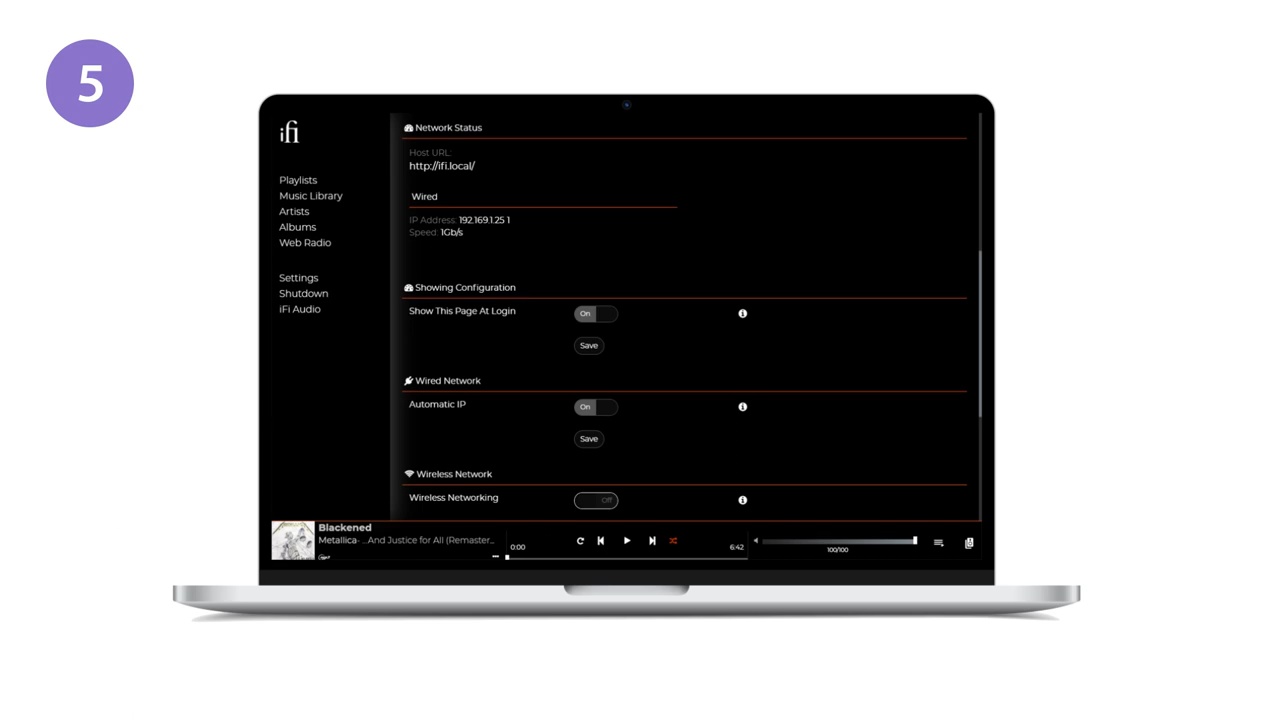 5
ifi
Playlists
Music Library
Artists
Albums
Web Radio
Settings
Shutdown
iFi Audio
Network Status
Host URL:
http://ifi.local/
Wired
IP Address: 192.169.1.25 1
Speed: 1Gb/s
Showing Configuration
Show This Page At Login On
Save
Wired Network
Automatic IP On
Save
Wireless Network
Wireless Networking Off
Blackened
Metallica- ...And Justice for All (Remaster...
0:00
6:42
100/100